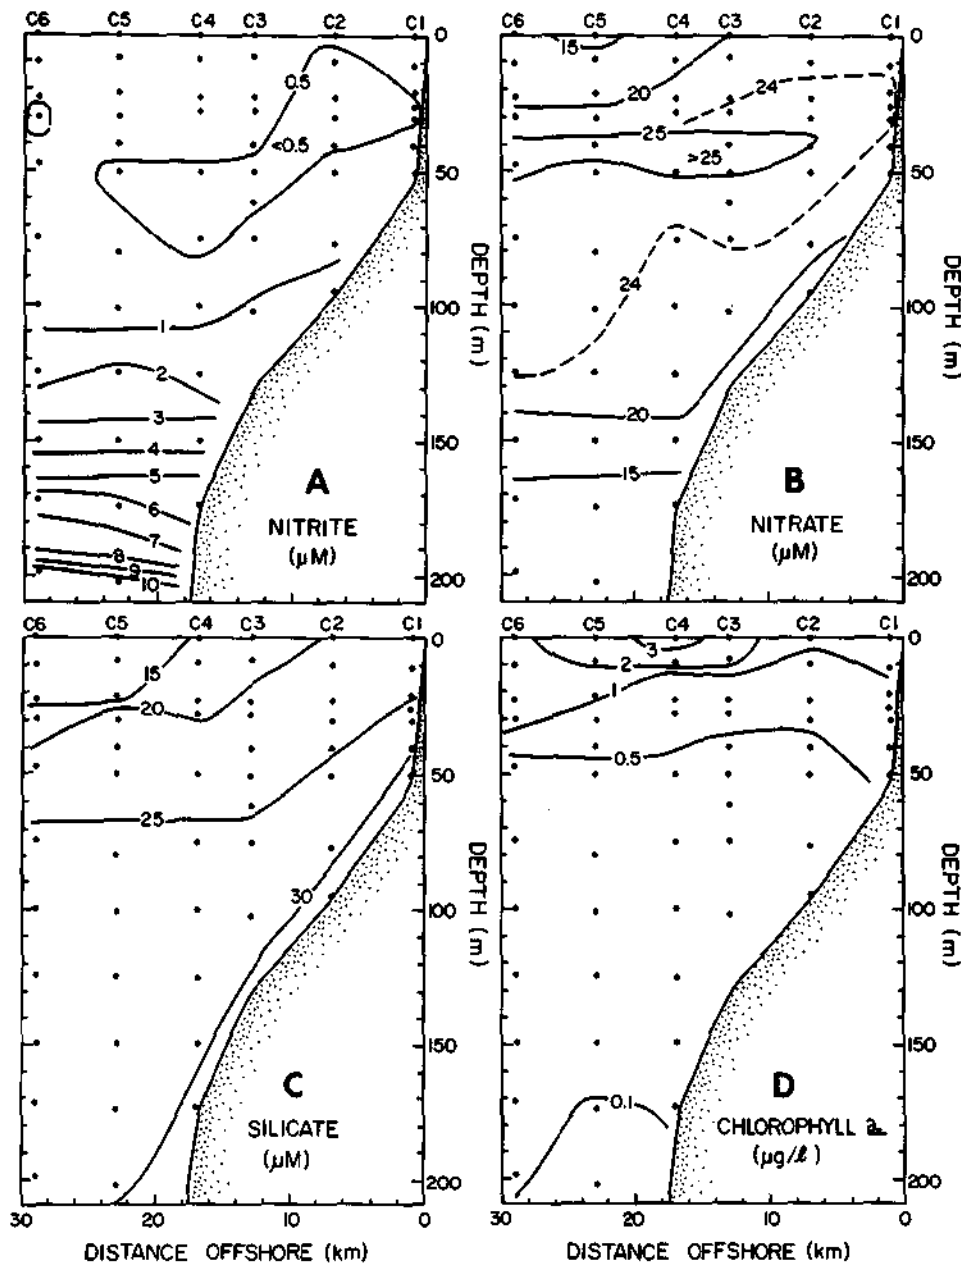 C6 C5 C4 C3 C2 C1
0
0.5
<0.5
50
1
100
2
3
4
150
5
6
7
8
9
10
200
A
NITRITE
(µM)
DEPTH (m)
C6 C5 C4 C3 C2 C1
0
15
20
24
25
>25
50
24
100
20
150
15
200
B
NITRATE
(µM)
DEPTH (m)
C6 C5 C4 C3 C2 C1
0
15
20
50
25
30
100
150
200
C
SILICATE
(µM)
DEPTH (m)
30 20 10 0
DISTANCE OFFSHORE (km)
C6 C5 C4 C3 C2 C1
0
3
2
1
0.5
50
100
150
0.1
200
D
CHLOROPHYLL a
(µg/ℓ)
DEPTH (m)
30 20 10 0
DISTANCE OFFSHORE (km)